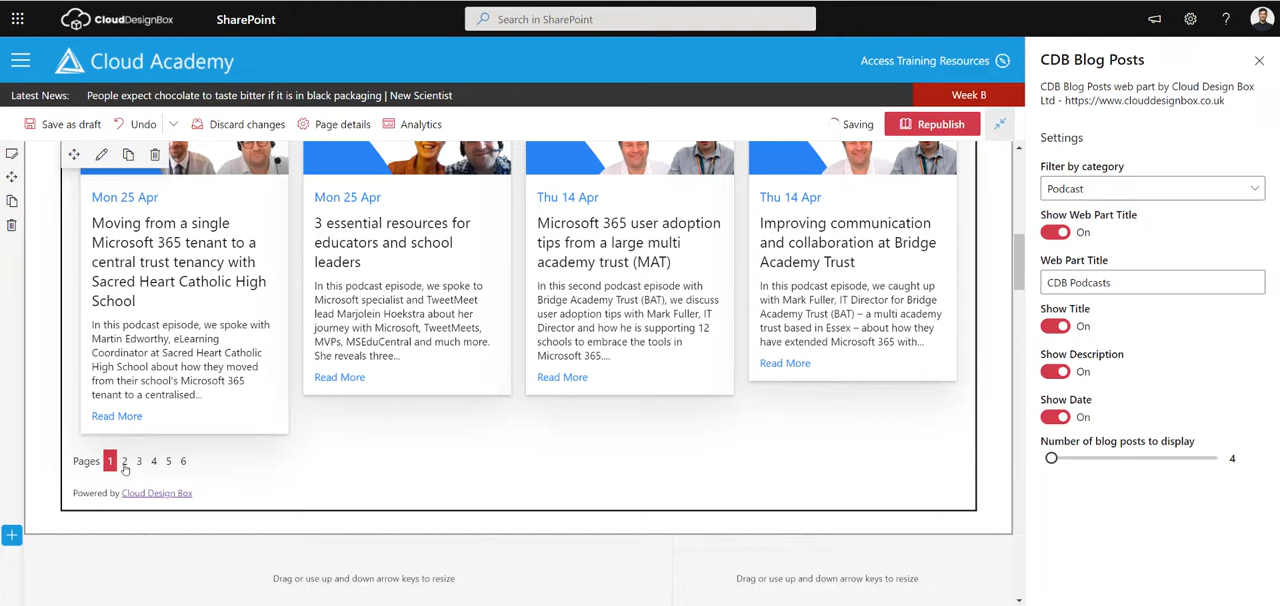 CloudDesignBox
SharePoint
Search in SharePoint
?
Cloud Academy
Access Training Resources
Latest News: People expect chocolate to taste bitter if it is in black packaging | New Scientist
Week B
Save as draft
Undo
Discard changes
Page details
Analytics
Saving
Republish
Mon 25 Apr
Moving from a single
Microsoft 365 tenant to a
central trust tenancy with
Sacred Heart Catholic High
School
In this podcast episode, we spoke with
Martin Edworthy, eLearning
Coordinator at Sacred Heart Catholic
High School about how they moved
from their school's Microsoft 365
tenant to a centralised...
Read More
Mon 25 Apr
3 essential resources for
educators and school
leaders
In this podcast episode, we spoke to
Microsoft specialist and TweetMeet
lead Marjolein Hoekstra about her
journey with Microsoft, TweetMeets,
MVPs, MSEduCentral and much more.
She reveals three...
Read More
Thu 14 Apr
Microsoft 365 user adoption
tips from a large multi
academy trust (MAT)
In this second podcast episode with
Bridge Academy Trust (BAT), we discuss
user adoption tips with Mark Fuller, IT
Director and how he is supporting 12
schools to embrace the tools in
Microsoft 365....
Read More
Thu 14 Apr
Improving communication
and collaboration at Bridge
Academy Trust
In this podcast episode, we caught up
with Mark Fuller, IT Director for Bridge
Academy Trust (BAT) – a multi academy
trust based in Essex – about how they
have extended Microsoft 365 with...
Read More
Pages 1 2 3 4 5 6
Powered by Cloud Design Box
Drag or use up and down arrow keys to resize
Drag or use up and down arrow keys to resize
CDB Blog Posts
CDB Blog Posts web part by Cloud Design Box
Ltd - https://www.clouddesignbox.co.uk
Settings
Filter by category
Podcast
Show Web Part Title
On
Web Part Title
CDB Podcasts
Show Title
On
Show Description
On
Show Date
On
Number of blog posts to display
4